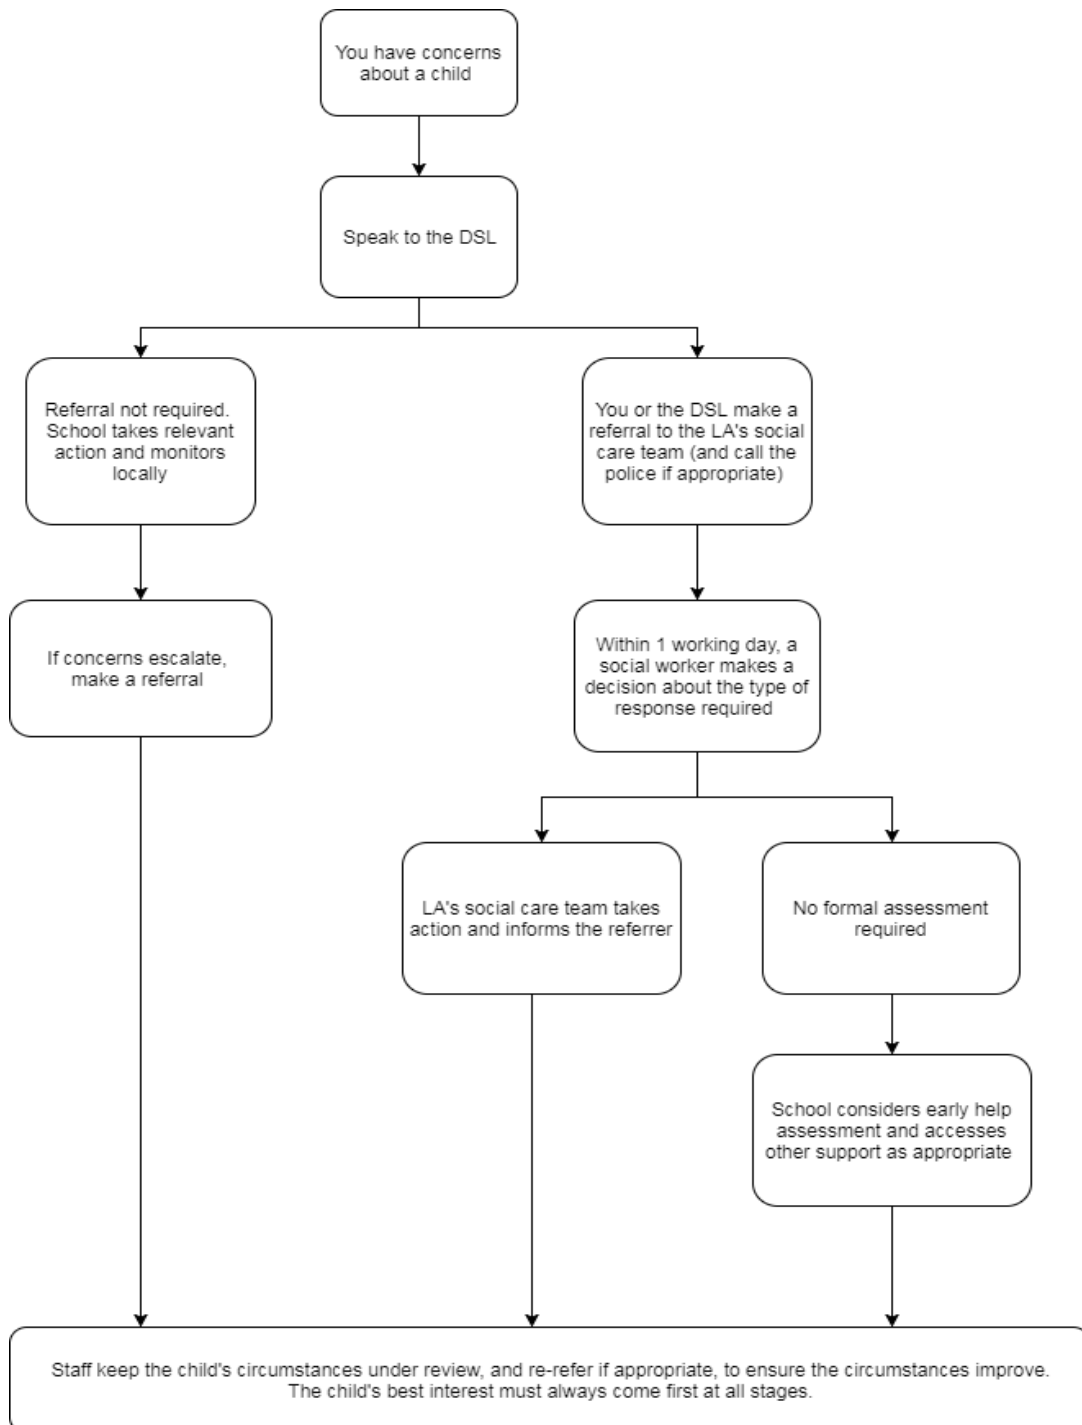 You have concerns
about a child
Speak to the DSL
Referral not required.
School takes relevant
action and monitors
locally
You or the DSL make a
referral to the LA's social
care team (and call the
police if appropriate)
If concerns escalate,
make a referral
Within 1 working day, a
social worker makes a
decision about the type of
response required
LA's social care team takes
action and informs the referrer
No formal assessment
required
School considers early help
assessment and accesses
other support as appropriate
Staff keep the child's circumstances under review, and re-refer if appropriate, to ensure the circumstances improve.
The child's best interest must always come first at all stages.